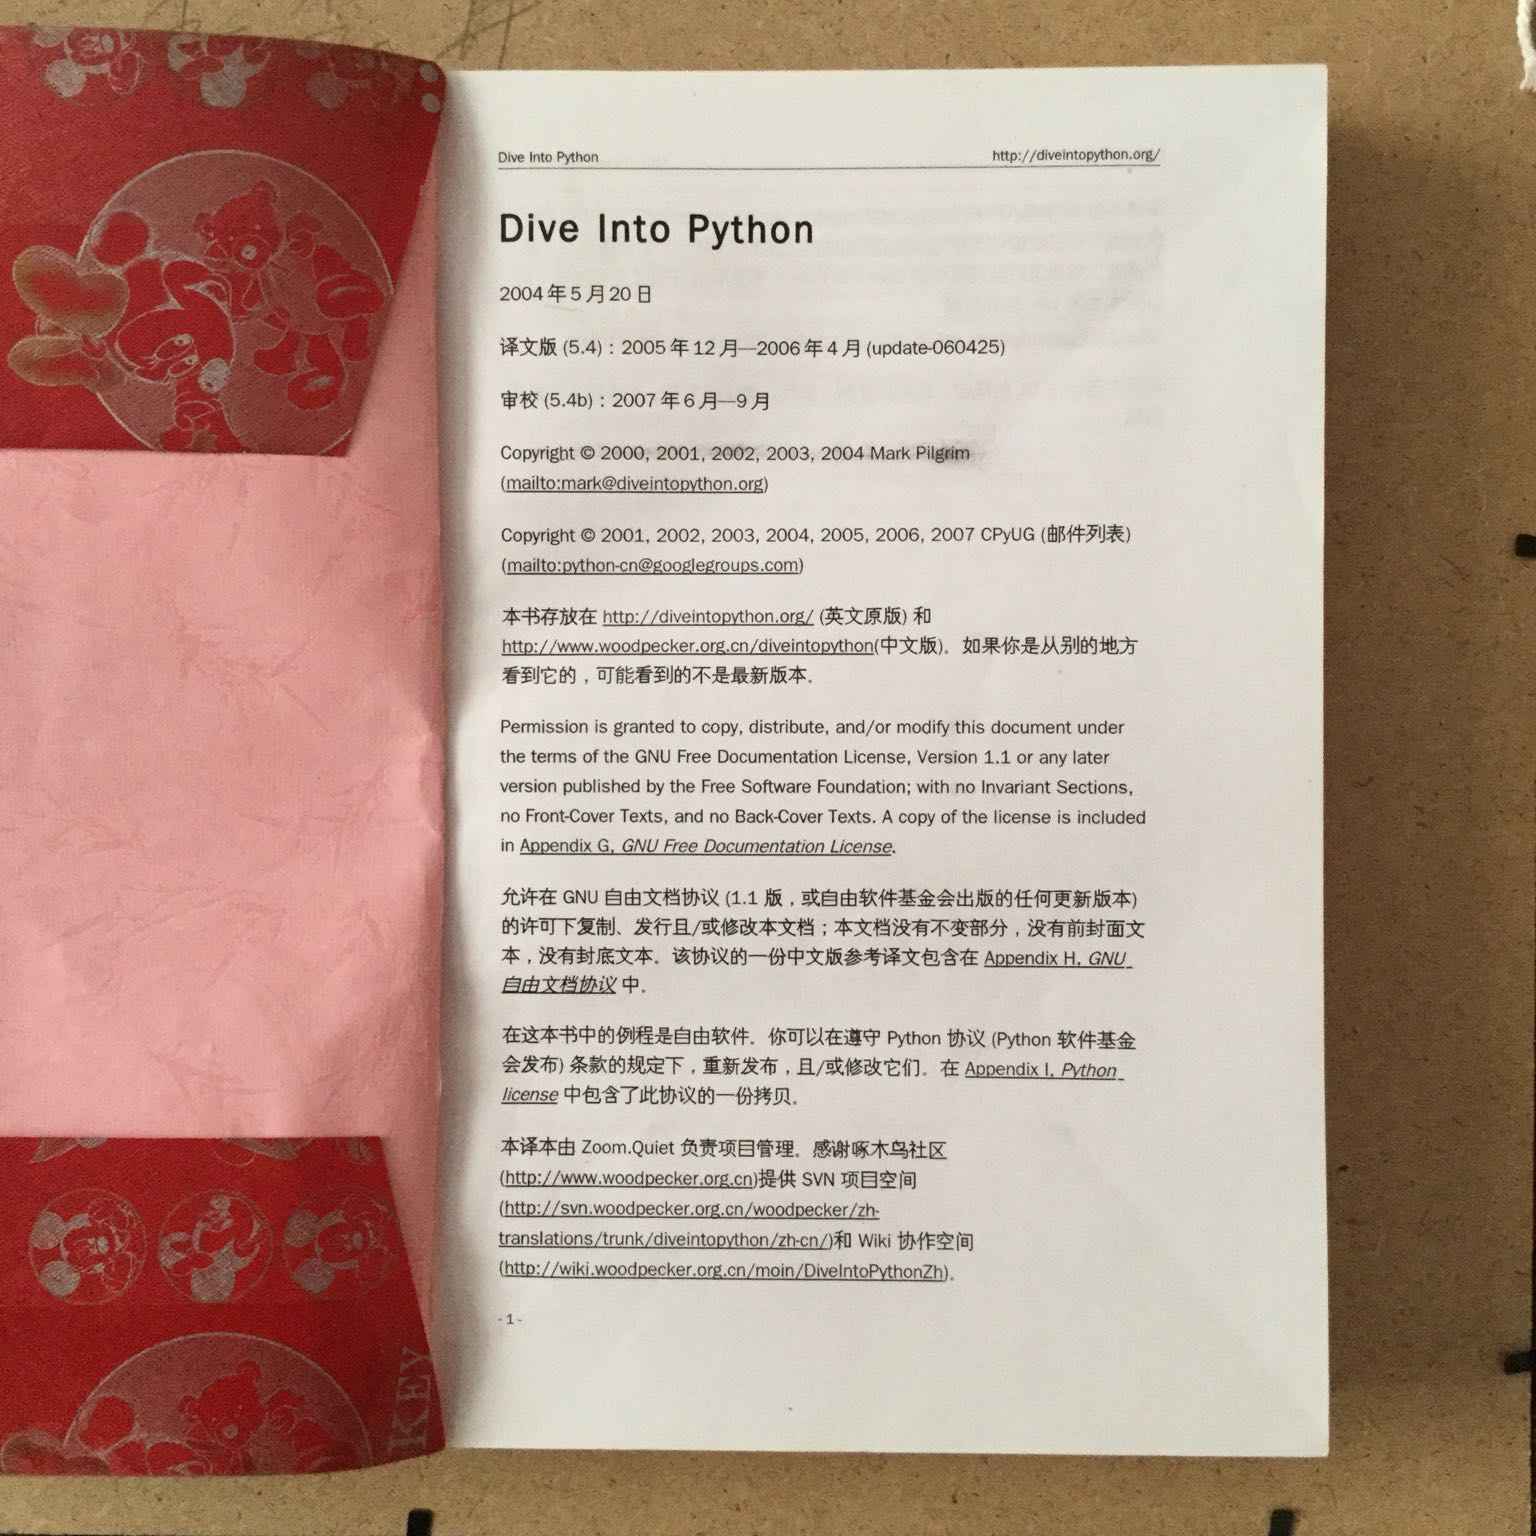 Dive Into Python http://diveintopython.org/
Dive Into Python
2004 年 5 月 20 日
译文版 (5.4)：2005 年 12 月—2006 年 4 月 (update-060425)
审校 (5.4b)：2007 年 6 月—9 月
Copyright © 2000, 2001, 2002, 2003, 2004 Mark Pilgrim
(mailto:mark@diveintopython.org)
Copyright © 2001, 2002, 2003, 2004, 2005, 2006, 2007 CPyUG (邮件列表)
(mailto:python-cn@googlegroups.com)
本书存放在 http://diveintopython.org/ (英文原版) 和
http://www.woodpecker.org.cn/diveintopython(中文版)。如果你是从别的地方
看到它的，可能看到的不是最新版本。
Permission is granted to copy, distribute, and/or modify this document under
the terms of the GNU Free Documentation License, Version 1.1 or any later
version published by the Free Software Foundation; with no Invariant Sections,
no Front-Cover Texts, and no Back-Cover Texts. A copy of the license is included
in Appendix G, GNU Free Documentation License.
允许在 GNU 自由文档协议 (1.1 版，或自由软件基金会出版的任何更新版本)
的许可下复制、发行且/或修改本文档；本文档没有不变部分，没有前封面文
本，没有封底文本。该协议的一份中文版参考译文包含在 Appendix H, GNU
自由文档协议 中。
在这本书中的例程是自由软件。你可以在遵守 Python 协议 (Python 软件基金
会发布) 条款的规定下，重新发布，且/或修改它们。在 Appendix I, Python
license 中包含了此协议的一份拷贝。
本译本由 Zoom.Quiet 负责项目管理。感谢啄木鸟社区
(http://www.woodpecker.org.cn)提供 SVN 项目空间
(http://svn.woodpecker.org.cn/woodpecker/zh-
translations/trunk/diveintopython/zh-cn/)和 Wiki 协作空间
(http://wiki.woodpecker.org.cn/moin/DiveIntoPythonZh)。
- 1 -
KEY